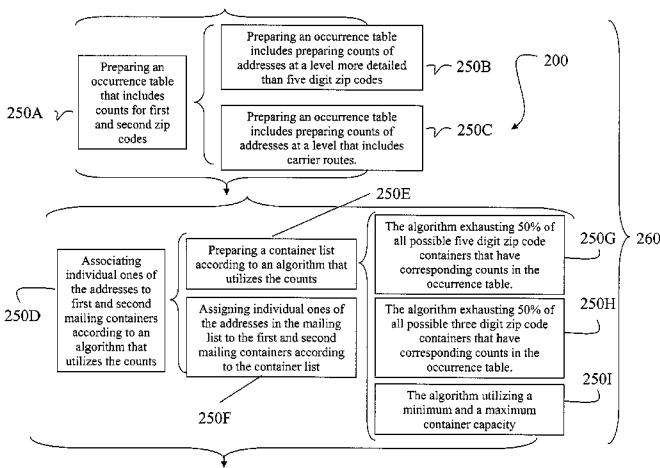 Preparing an
occurrence table
that includes
counts for first
and second zip
codes
250A
Preparing an occurrence table
includes preparing counts of
addresses at a level more detailed
than five digit zip codes
250B
200
Preparing an occurrence table
includes preparing counts of
addresses at a level that includes
carrier routes.
250C
250E
Associating
individual ones of
the addresses to
first and second
mailing containers
according to an
algorithm that
utilizes the counts
250D
Preparing a container list
according to an algorithm that
utilizes the counts
Assigning individual ones of
the addresses in the mailing
list to the first and second
mailing containers according
to the container list
250F
The algorithm exhausting 50% of
all possible five digit zip code
containers that have
corresponding counts in the
occurrence table.
250G
260
The algorithm exhausting 50% of
all possible three digit zip code
containers that have
corresponding counts in the
occurrence table.
250H
The algorithm utilizing a
minimum and a maximum
container capacity
250I